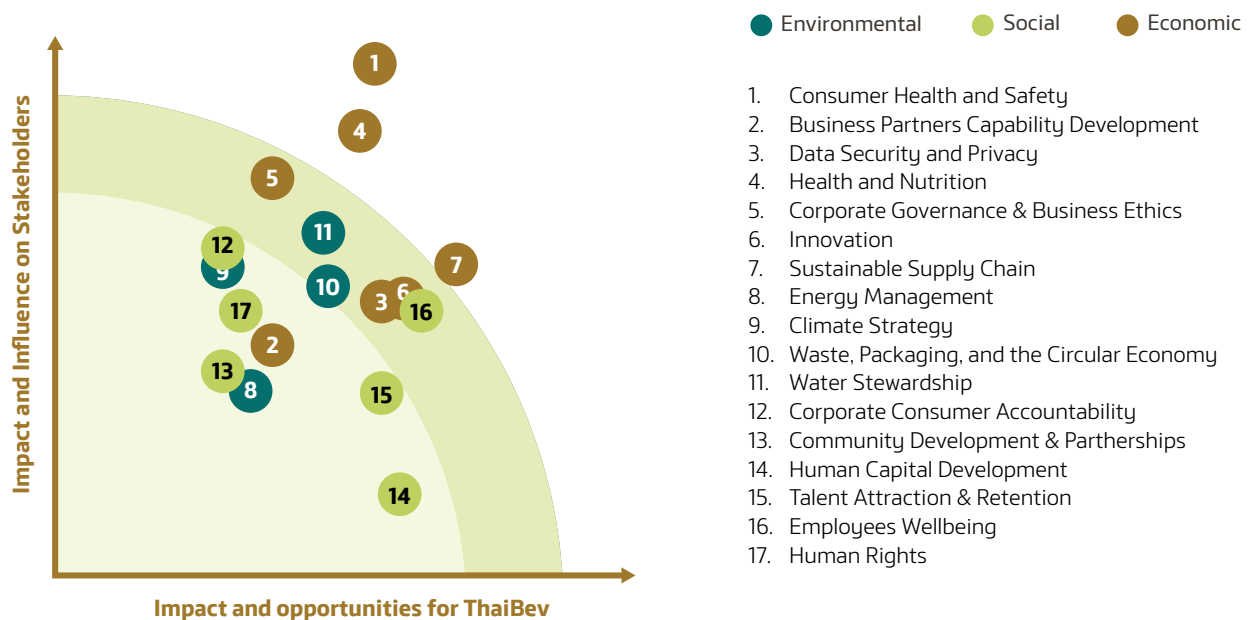 Environmental
Social
Economic
Impact and Influence on Stakeholders
1
4
5
11
12
9
7
10
6
3
16
17
2
13
8
15
14
Impact and opportunities for ThaiBev
1. Consumer Health and Safety
2. Business Partners Capability Development
3. Data Security and Privacy
4. Health and Nutrition
5. Corporate Governance & Business Ethics
6. Innovation
7. Sustainable Supply Chain
8. Energy Management
9. Climate Strategy
10. Waste, Packaging, and the Circular Economy
11. Water Stewardship
12. Corporate Consumer Accountability
13. Community Development & Partherships
14. Human Capital Development
15. Talent Attraction & Retention
16. Employees Wellbeing
17. Human Rights